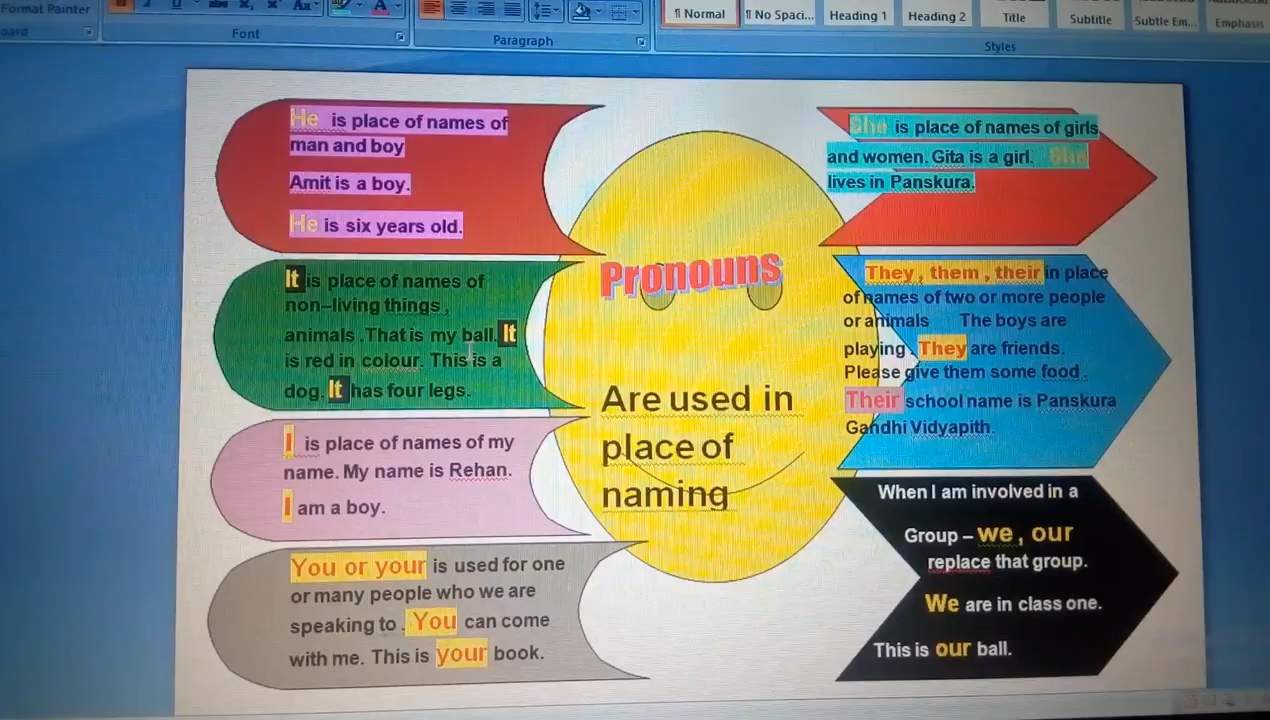 Format Painter
Font
Paragraph
¶ Normal
¶ No Spaci...
Heading 1
Heading 2
Title
Subtitle
Subtle Em...
Emphasis
Styles
He is place of names of
man and boy
Amit is a boy.
He is six years old.
It is place of names of
non-living things ,
animals .That is my ball. It
is red in colour. This is a
dog. It has four legs.
I is place of names of my
name. My name is Rehan.
I am a boy.
You or your is used for one
or many people who we are
speaking to . You can come
with me. This is your book.
Pronouns
Are used in
place of
naming
She is place of names of girls
and women. Gita is a girl. She
lives in Panskura.
They , them , their in place
of names of two or more people
or animals The boys are
playing . They are friends.
Please give them some food .
Their school name is Panskura
Gandhi Vidyapith.
When I am involved in a
Group – we , our
replace that group.
We are in class one.
This is our ball.